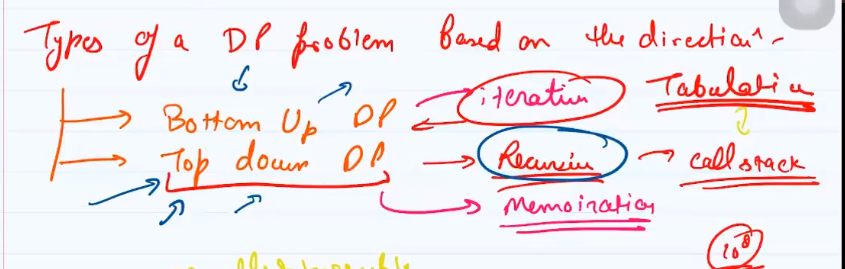 Types of a DP problem based on the direction
Bottom Up DP iteration Tabulation
Top down DP Recursion call stack
Memoization
10^8